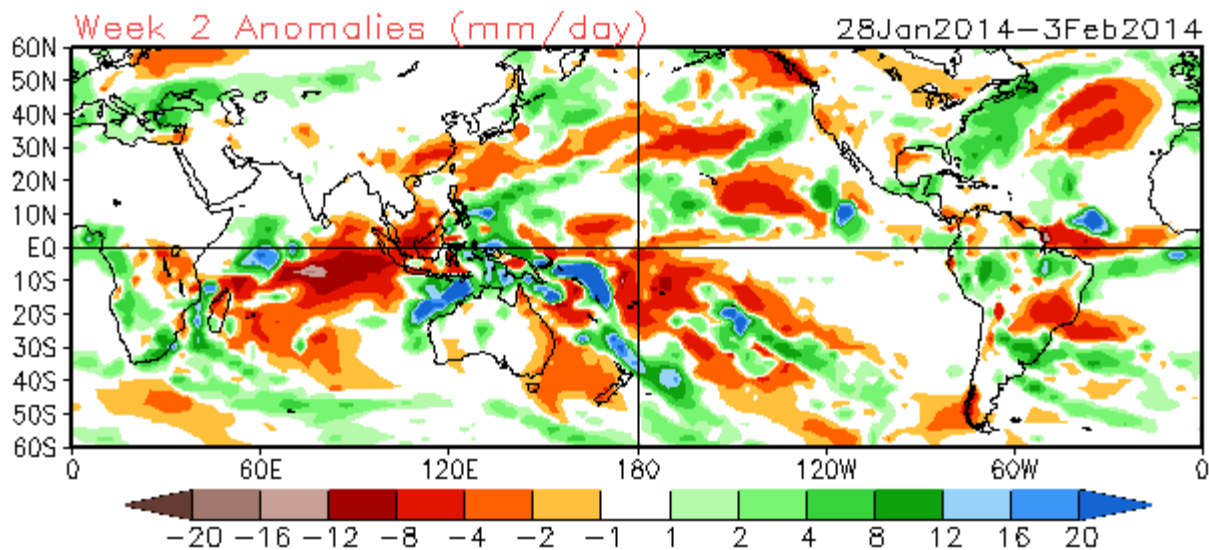 Week 2 Anomalies (mm/day) 28Jan2014-3Feb2014
60N
50N
40N
30N
20N
10N
EQ
10S
20S
30S
40S
50S
60S
0 60E 120E 180 120W 60W 0
-20 -16 -12 -8 -4 -2 -1 1 2 4 8 12 16 20